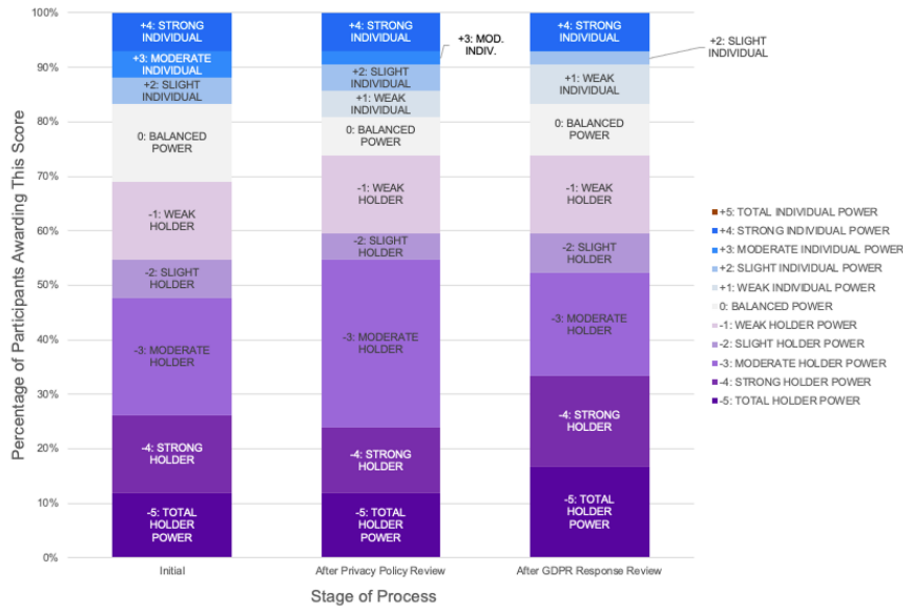 100%
90%
80%
70%
60%
50%
40%
30%
20%
10%
0%
Percentage of Participants Awarding This Score
+4: STRONG
INDIVIDUAL
+3: MODERATE
INDIVIDUAL
+2: SLIGHT
INDIVIDUAL
0: BALANCED
POWER
-1: WEAK
HOLDER
-2: SLIGHT
HOLDER
-3: MODERATE
HOLDER
-4: STRONG
HOLDER
-5: TOTAL
HOLDER
POWER
+4: STRONG
INDIVIDUAL
+3: MOD.
INDIV.
+2: SLIGHT
INDIVIDUAL
+1: WEAK
INDIVIDUAL
0: BALANCED
POWER
-1: WEAK
HOLDER
-2: SLIGHT
HOLDER
-3: MODERATE
HOLDER
-4: STRONG
HOLDER
-5: TOTAL
HOLDER
POWER
+4: STRONG
INDIVIDUAL
+2: SLIGHT
INDIVIDUAL
+1: WEAK
INDIVIDUAL
0: BALANCED
POWER
-1: WEAK
HOLDER
-2: SLIGHT
HOLDER
-3: MODERATE
HOLDER
-4: STRONG
HOLDER
-5: TOTAL
HOLDER
POWER
Initial
After Privacy Policy Review
After GDPR Response Review
Stage of Process
+5: TOTAL INDIVIDUAL POWER
+4: STRONG INDIVIDUAL POWER
+3: MODERATE INDIVIDUAL POWER
+2: SLIGHT INDIVIDUAL POWER
+1: WEAK INDIVIDUAL POWER
0: BALANCED POWER
-1: WEAK HOLDER POWER
-2: SLIGHT HOLDER POWER
-3: MODERATE HOLDER POWER
-4: STRONG HOLDER POWER
-5: TOTAL HOLDER POWER